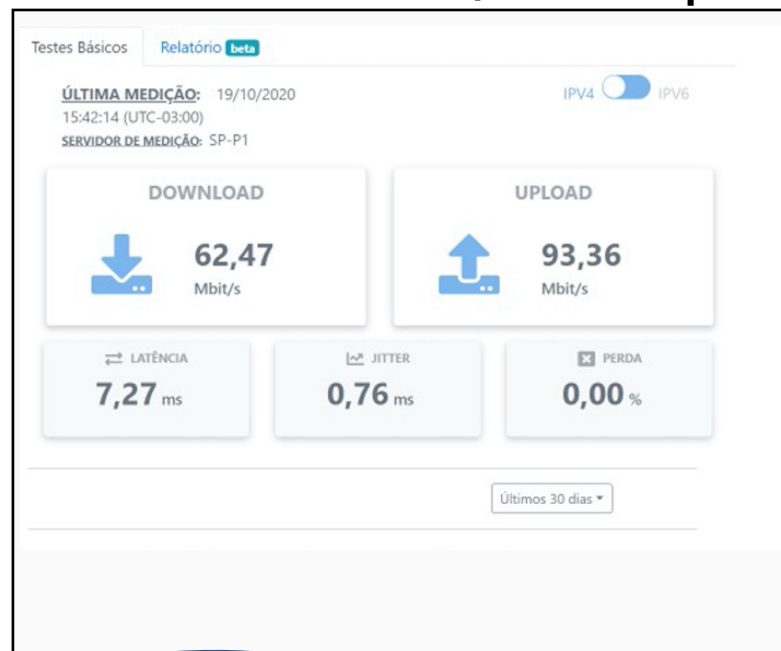 Testes Básicos Relatório beta
ÚLTIMA MEDIÇÃO: 19/10/2020
IPV4 IPV6
15:42:14 (UTC-03:00)
SERVIDOR DE MEDIÇÃO: SP-P1
DOWNLOAD
62,47
Mbit/s
UPLOAD
93,36
Mbit/s
LATÊNCIA
7,27 ms
JITTER
0,76 ms
PERDA
0,00 %
Últimos 30 dias